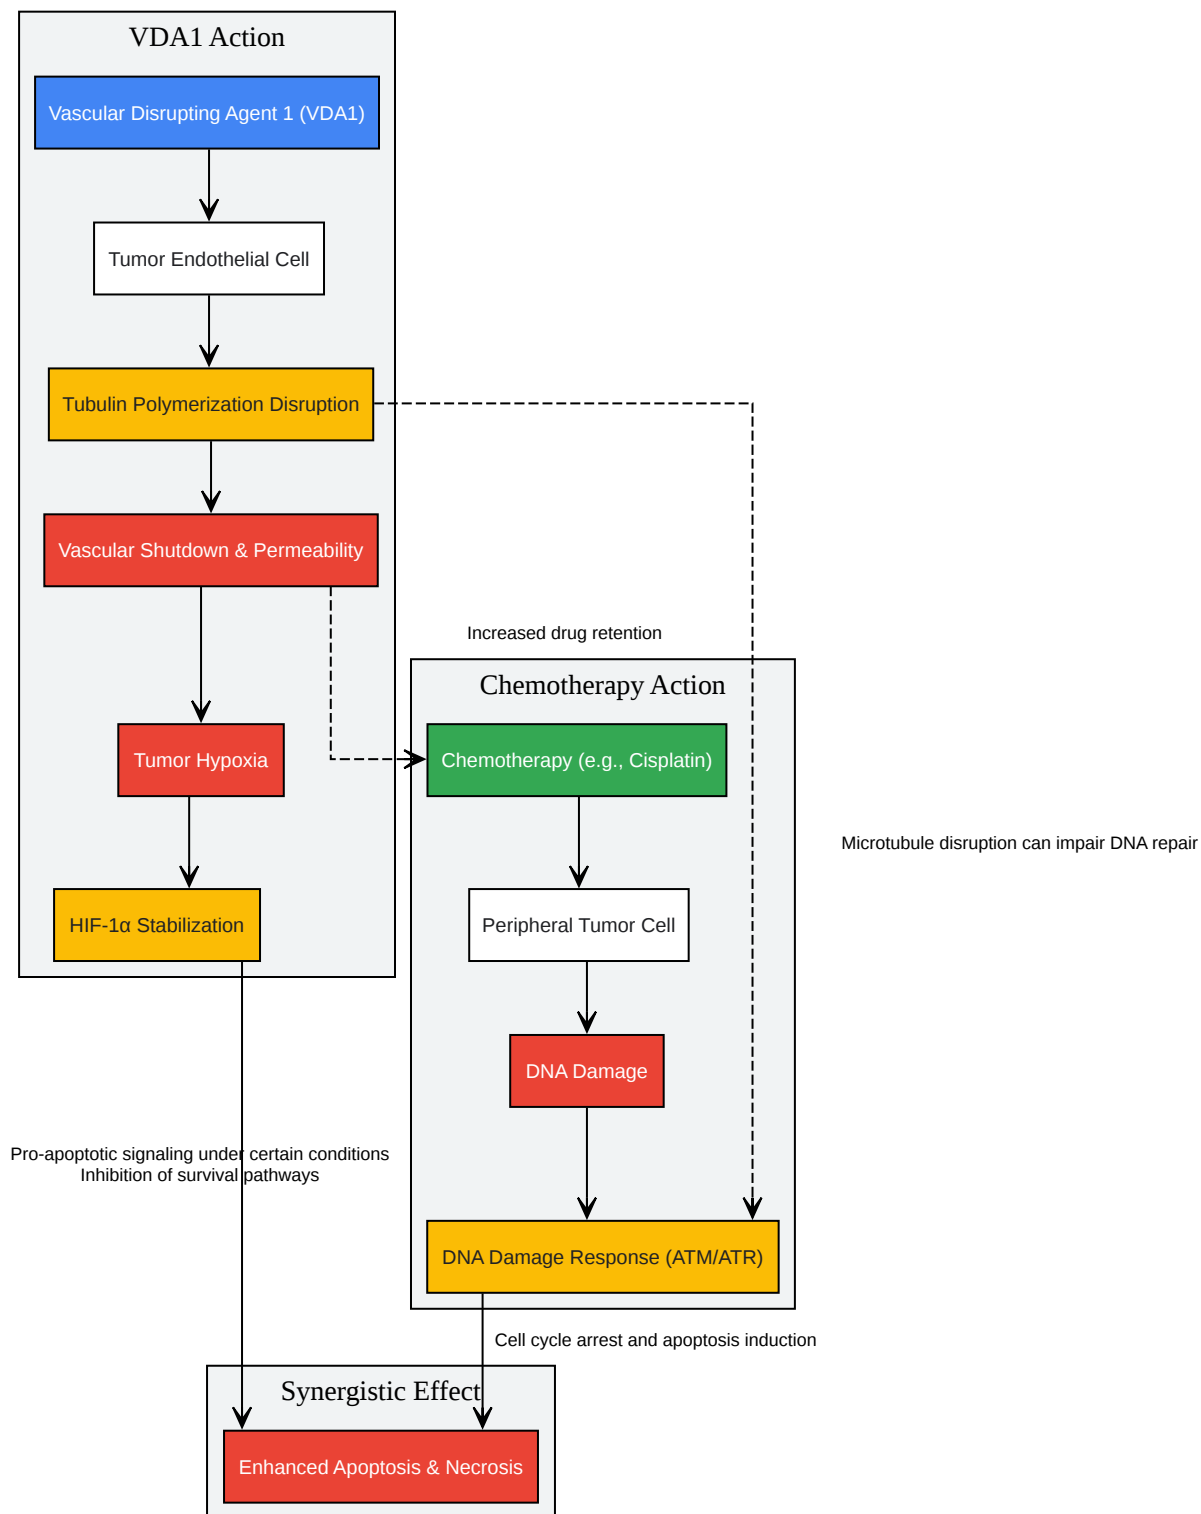 VDA1 Action
Vascular Disrupting Agent 1 (VDA1)
Tumor Endothelial Cell
Tubulin Polymerization Disruption
Vascular Shutdown & Permeability
Increased drug retention
Chemotherapy Action
Tumor Hypoxia
Chemotherapy (e.g., Cisplatin)
Microtubule disruption can impair DNA repair
HIF-1α Stabilization
Peripheral Tumor Cell
DNA Damage
Pro-apoptotic signaling under certain conditions
Inhibition of survival pathways
DNA Damage Response (ATM/ATR)
Cell cycle arrest and apoptosis induction
Synergistic Effect
Enhanced Apoptosis & Necrosis